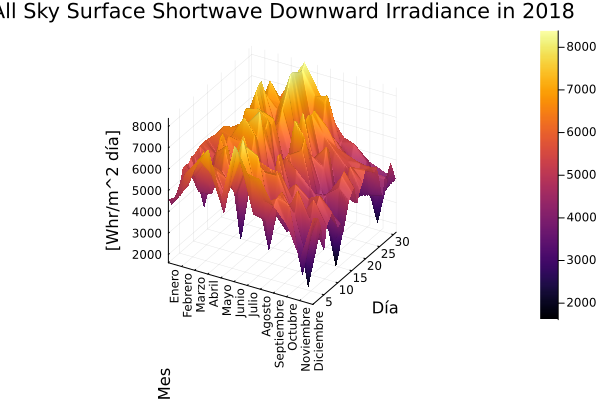 All Sky Surface Shortwave Downward Irradiance in 2018
[Whr/m^2 día]
8000
7000
6000
5000
4000
3000
2000
Enero
Febrero
Marzo
Abril
Mayo
Junio
Julio
Agosto
Septiembre
Octubre
Noviembre
Diciembre
Mes
5
10
15
20
25
30
Día
8000
7000
6000
5000
4000
3000
2000